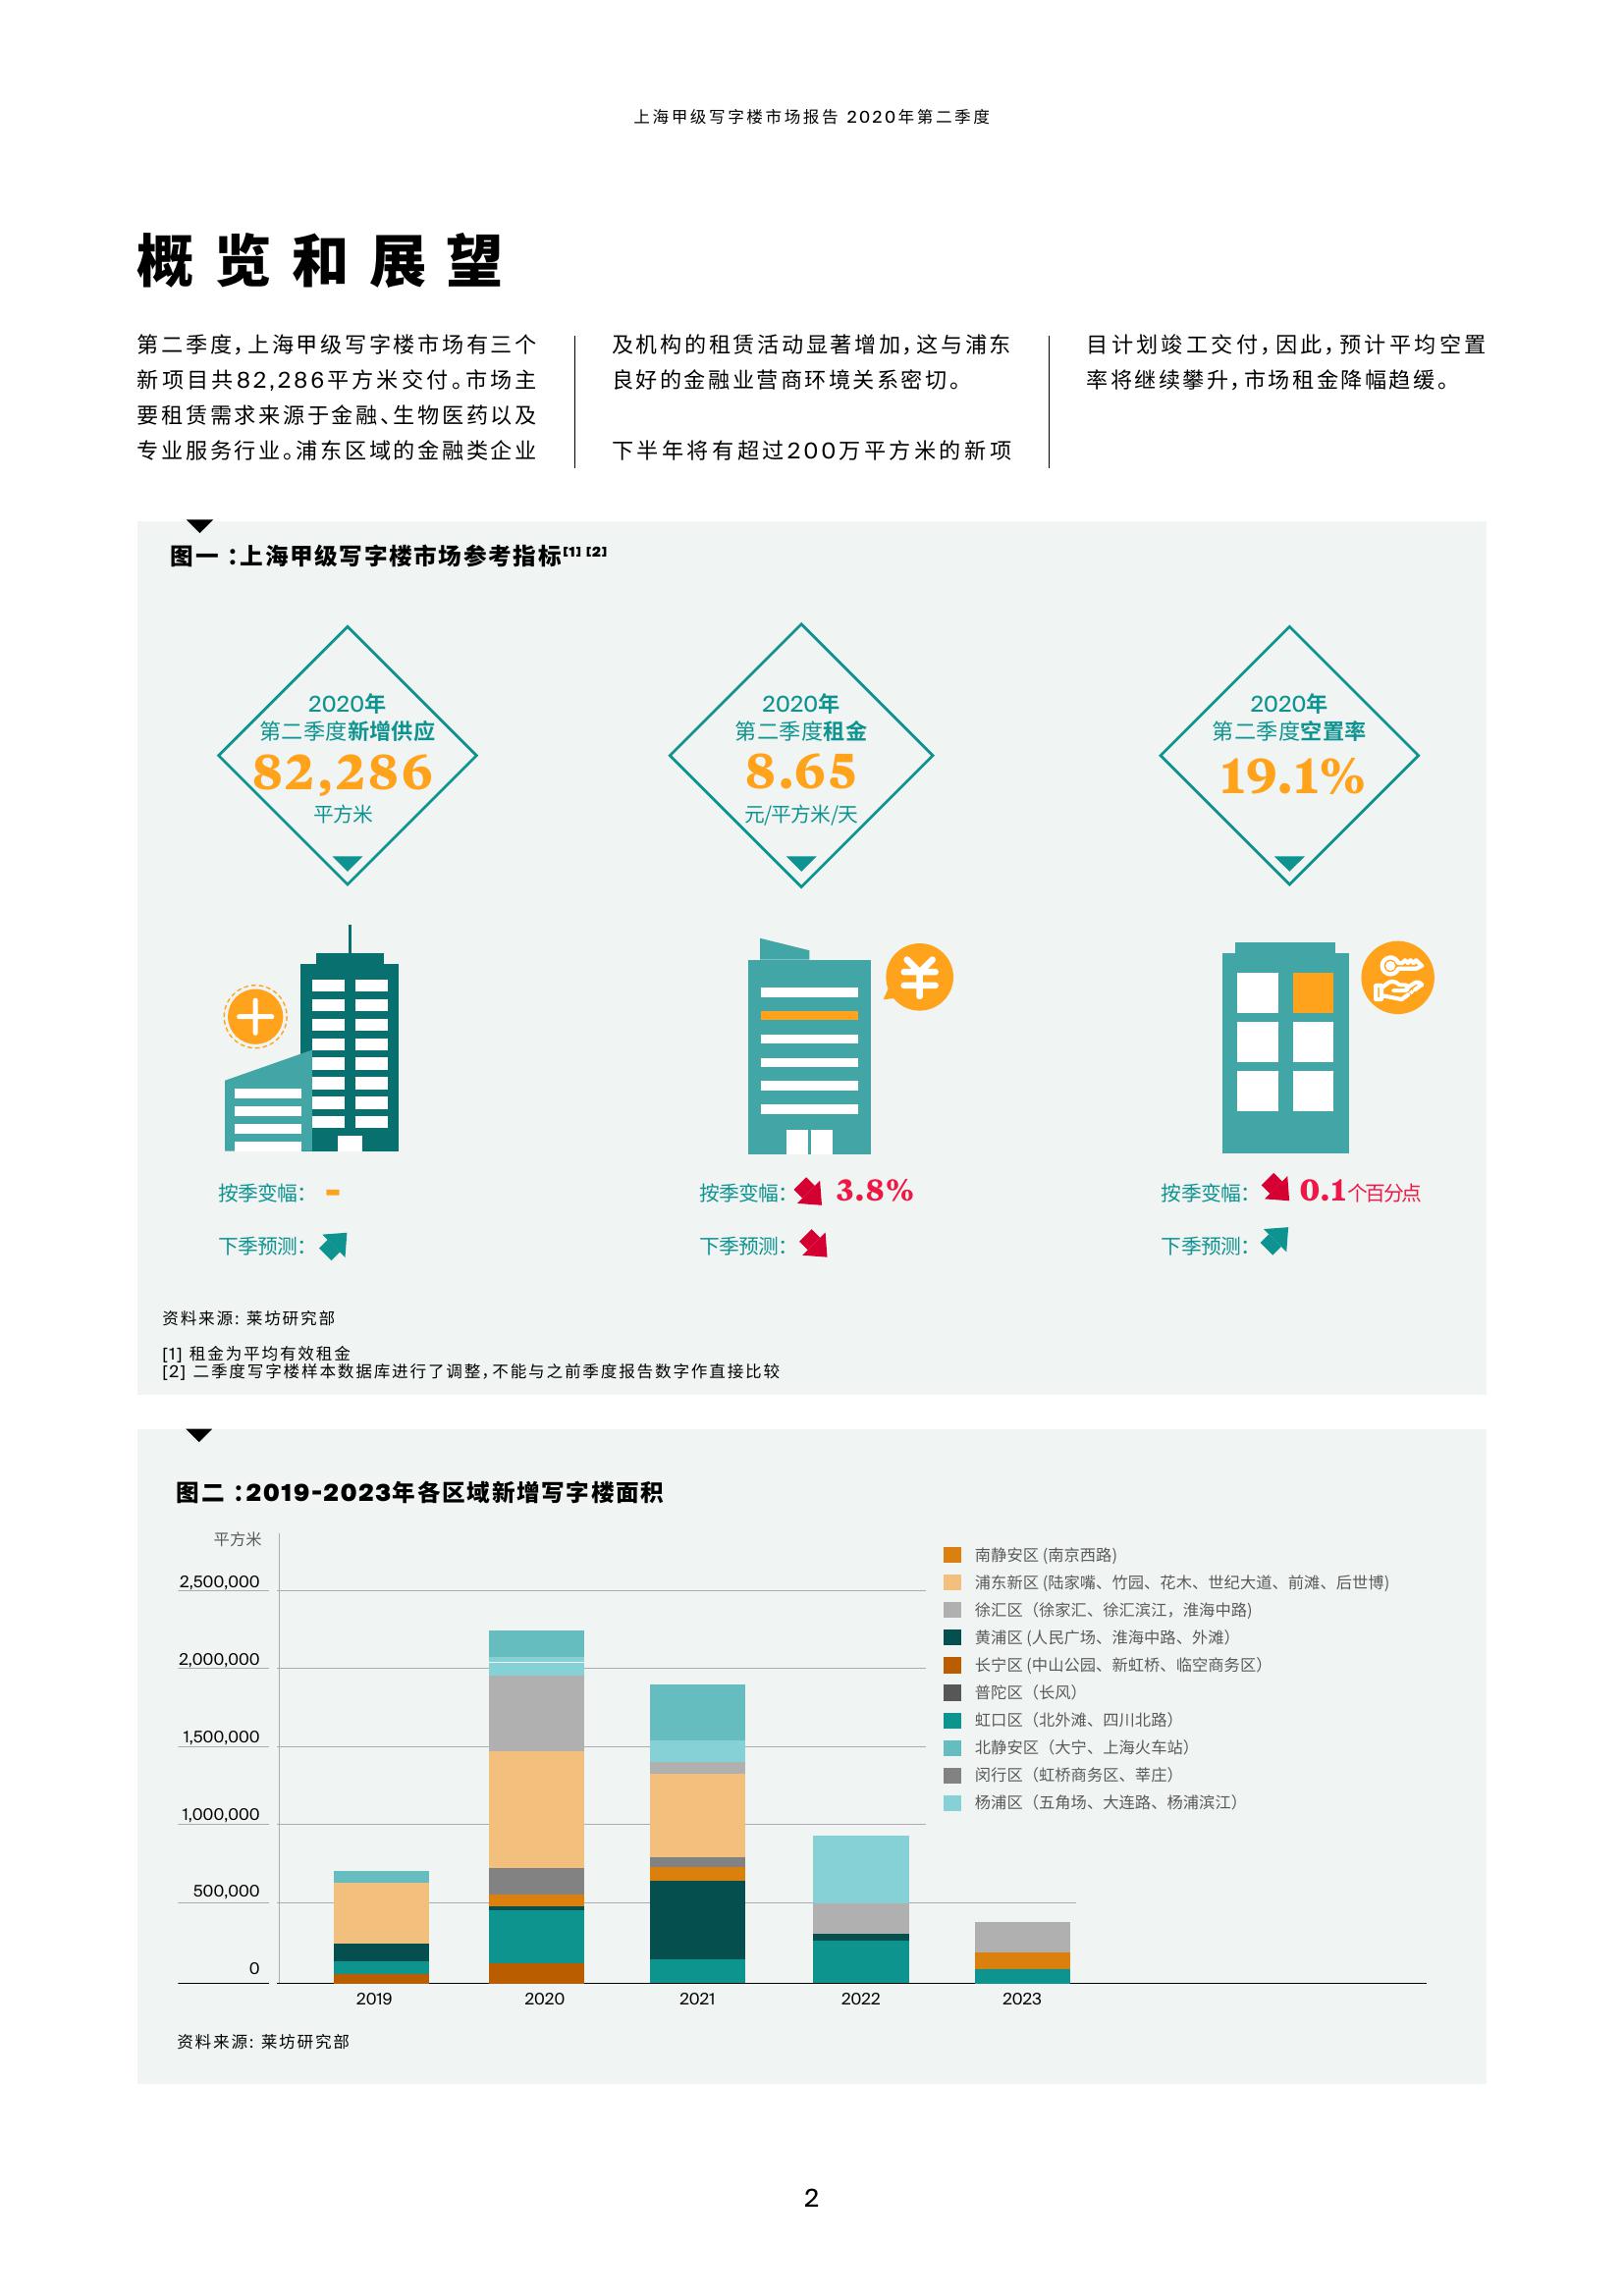 上海甲级写字楼市场报告 2020年第二季度
概览和展望
第二季度，上海甲级写字楼市场有三个
新项目共82,286平方米交付。市场主
要租赁需求来源于金融、生物医药以及
专业服务行业。浦东区域的金融类企业
及机构的租赁活动显著增加，这与浦东
良好的金融业营商环境关系密切。
下半年将有超过200万平方米的新项
目计划竣工交付，因此，预计平均空置
率将继续攀升，市场租金降幅趋缓。
图一：上海甲级写字楼市场参考指标[1] [2]
2020年
第二季度新增供应
82,286
平方米
2020年
第二季度租金
8.65
元/平方米/天
2020年
第二季度空置率
19.1%
按季变幅： -
下季预测：
按季变幅： 3.8%
下季预测：
按季变幅： 0.1个百分点
下季预测：
资料来源: 莱坊研究部
[1] 租金为平均有效租金
[2] 二季度写字楼样本数据库进行了调整，不能与之前季度报告数字作直接比较
图二：2019-2023年各区域新增写字楼面积
平方米
2,500,000
2,000,000
1,500,000
1,000,000
500,000
0
2019
2020
2021
2022
2023
南静安区 (南京西路)
浦东新区 (陆家嘴、竹园、花木、世纪大道、前滩、后世博)
徐汇区（徐家汇、徐汇滨江，淮海中路)
黄浦区 (人民广场、淮海中路、外滩）
长宁区 (中山公园、新虹桥、临空商务区）
普陀区（长风）
虹口区（北外滩、四川北路）
北静安区（大宁、上海火车站）
闵行区（虹桥商务区、莘庄）
杨浦区（五角场、大连路、杨浦滨江）
资料来源: 莱坊研究部
2